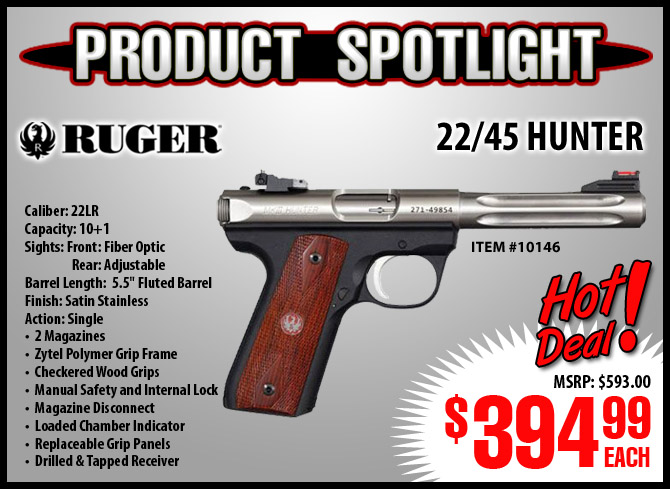 PRODUCT SPOTLIGHT
RUGER
22/45 HUNTER
Caliber: 22LR
Capacity: 10+1
Sights: Front: Fiber Optic
Rear: Adjustable
Barrel Length: 5.5" Fluted Barrel
Finish: Satin Stainless
Action: Single
• 2 Magazines
• Zytel Polymer Grip Frame
• Checkered Wood Grips
• Manual Safety and Internal Lock
• Magazine Disconnect
• Loaded Chamber Indicator
• Replaceable Grip Panels
• Drilled & Tapped Receiver
HUNTER
271-49854
ITEM #10146
Hot
Deal!
MSRP: $593.00
$394.99
EACH